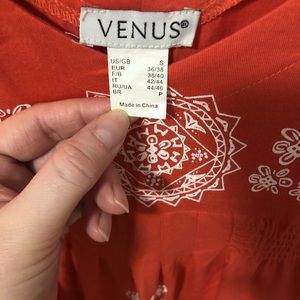 VENUS®
US/GB S
EUR 36/38
F/B 38/40
IT 42/44
RU/UA 44/46
BR P
Made in China